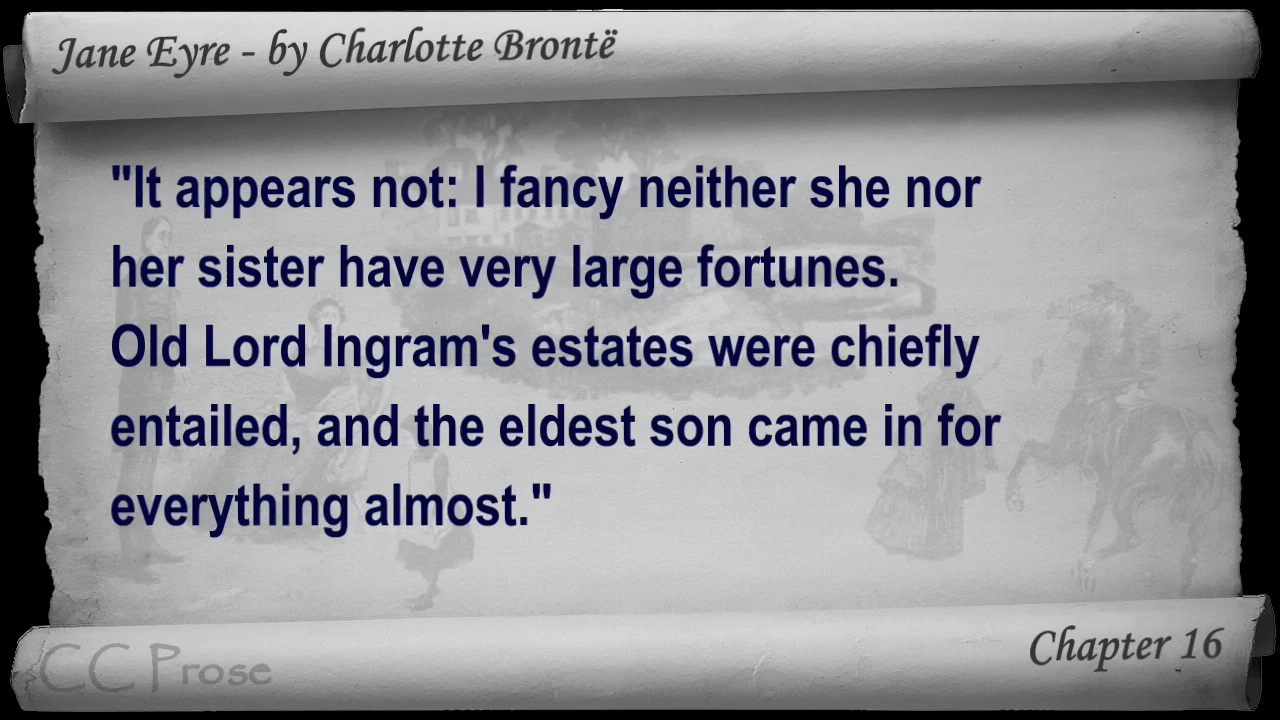 Jane Eyre - by Charlotte Brontë
"It appears not: I fancy neither she nor
her sister have very large fortunes.
Old Lord Ingram's estates were chiefly
entailed, and the eldest son came in for
everything almost."
CC Prose
Chapter 16